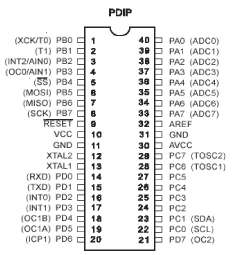 PDIP
(XCK/T0) PB0 1 40 PA0 (ADC0)
(T1) PB1 2 39 PA1 (ADC1)
(INT2/AIN0) PB2 3 38 PA2 (ADC2)
(OC0/AIN1) PB3 4 37 PA3 (ADC3)
(SS) PB4 5 36 PA4 (ADC4)
(MOSI) PB5 6 35 PA5 (ADC5)
(MISO) PB6 7 34 PA6 (ADC6)
(SCK) PB7 8 33 PA7 (ADC7)
RESET 9 32 AREF
VCC 10 31 GND
GND 11 30 AVCC
XTAL2 12 29 PC7 (TOSC2)
XTAL1 13 28 PC6 (TOSC1)
(RXD) PD0 14 27 PC5
(TXD) PD1 15 26 PC4
(INT0) PD2 16 25 PC3
(INT1) PD3 17 24 PC2
(OC1B) PD4 18 23 PC1 (SDA)
(OC1A) PD5 19 22 PC0 (SCL)
(ICP1) PD6 20 21 PD7 (OC2)